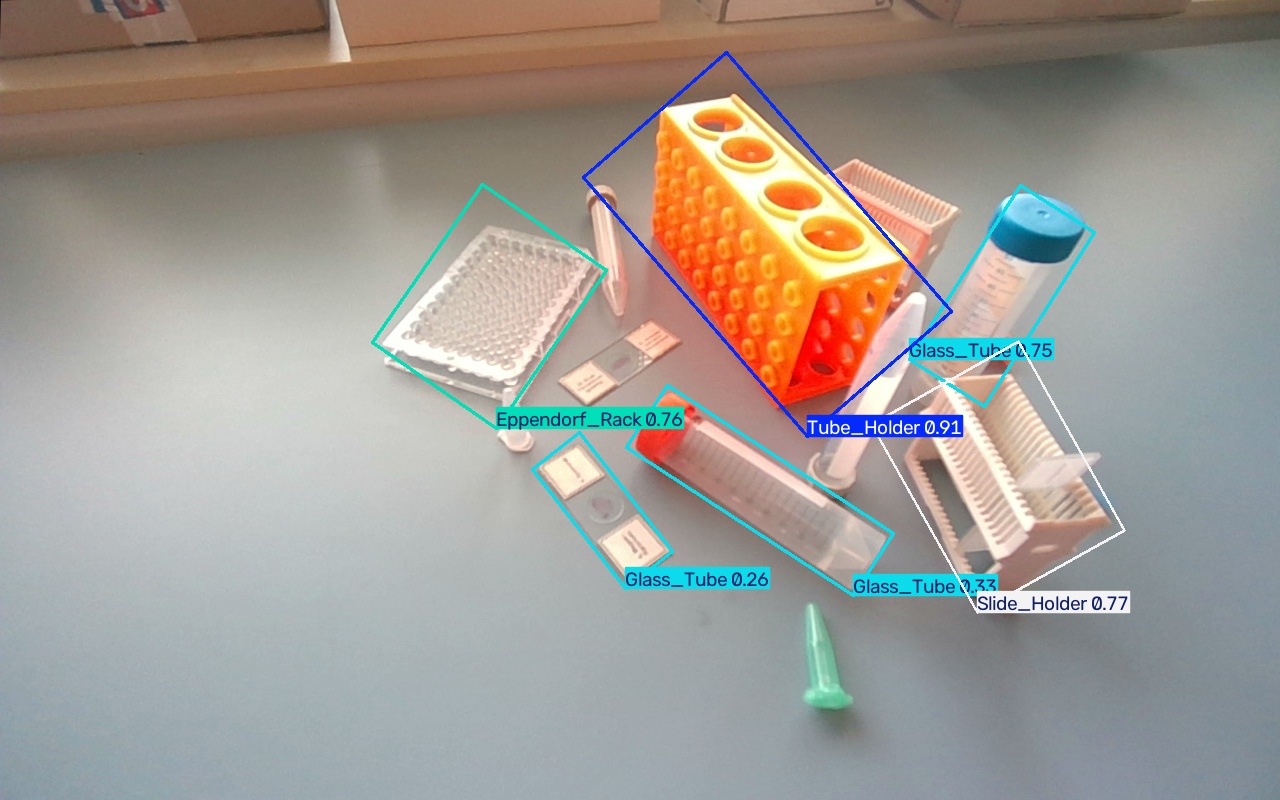 Glass_Tube 0.75
Eppendorf_Rack 0.76
Tube_Holder 0.91
Glass_Tube 0.26
Glass_Tube 0.33
Slide_Holder 0.77